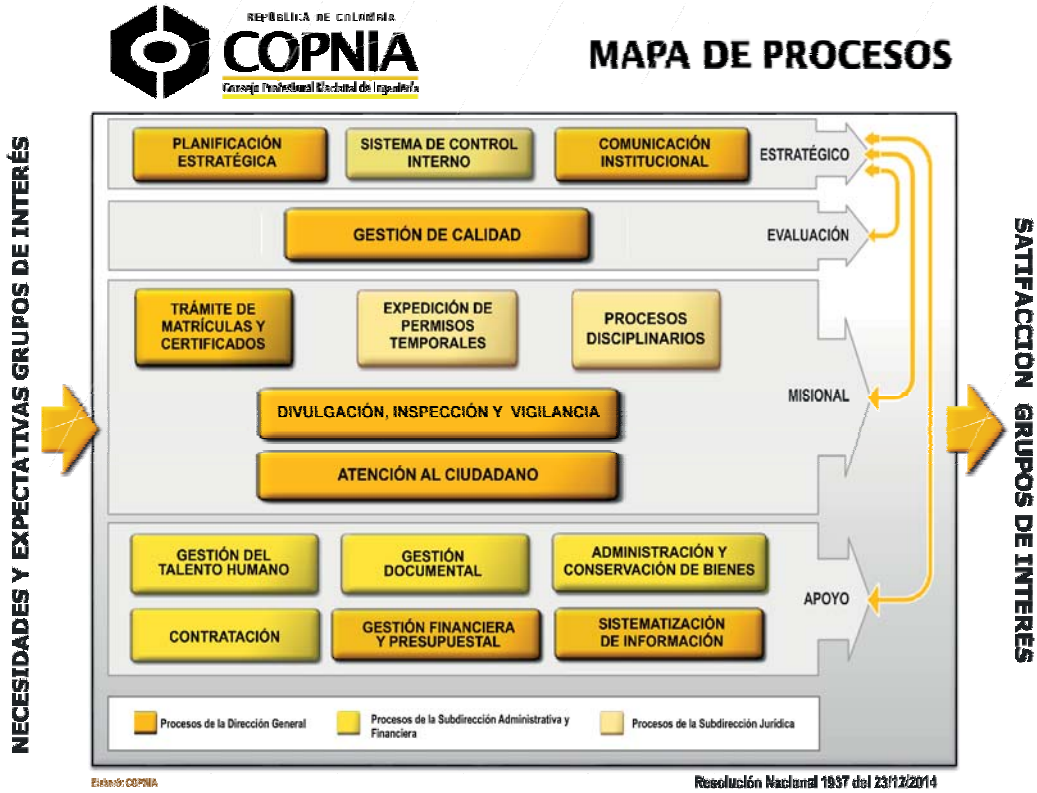 REPÚBLICA DE COLOMBIA
COPNIA
Consejo Profesional Nacional de Ingeniería
MAPA DE PROCESOS
NECESIDADES Y EXPECTATIVAS GRUPOS DE INTERÉS
PLANIFICACIÓN
ESTRATÉGICA
SISTEMA DE CONTROL
INTERNO
COMUNICACIÓN
INSTITUCIONAL
ESTRATÉGICO
GESTIÓN DE CALIDAD
EVALUACIÓN
TRÁMITE DE
MATRÍCULAS Y
CERTIFICADOS
EXPEDICIÓN DE
PERMISOS
TEMPORALES
PROCESOS
DISCIPLINARIOS
MISIONAL
DIVULGACIÓN, INSPECCIÓN Y VIGILANCIA
ATENCIÓN AL CIUDADANO
GESTIÓN DEL
TALENTO HUMANO
GESTIÓN
DOCUMENTAL
ADMINISTRACIÓN Y
CONSERVACIÓN DE BIENES
APOYO
CONTRATACIÓN
GESTIÓN FINANCIERA
Y PRESUPUESTAL
SISTEMATIZACIÓN
DE INFORMACIÓN
SATIFACCIÓN GRUPOS DE INTERÉS
Procesos de la Dirección General
Procesos de la Subdirección Administrativa y
Financiera
Procesos de la Subdirección Jurídica
Elaboró: COPNIA
Resolución Nacional 1937 del 23/12/2014